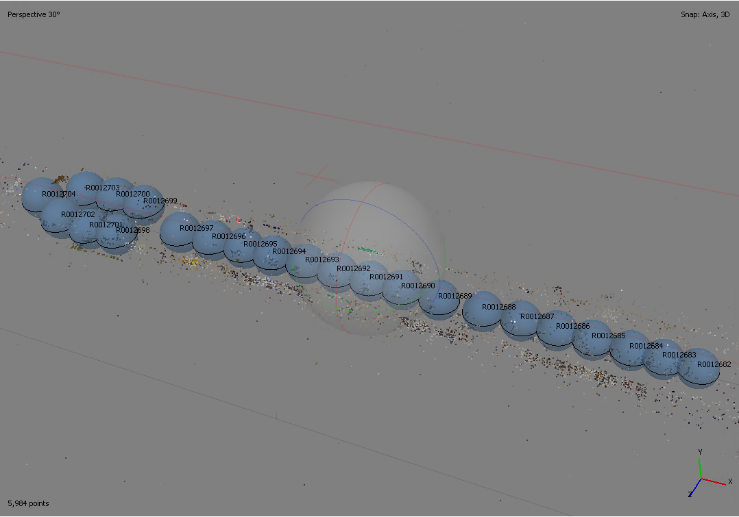 Perspective 30°
Snap: Axis, 3D
R0012704
R0012703
R0012700
R0012699
R0012702
R0012701
R0012698
R0012697
R0012696
R0012695
R0012694
R0012693
R0012692
R0012691
R0012690
R0012689
R0012688
R0012687
R0012686
R0012685
R0012684
R0012683
R0012682
Y
X
Z
5,984 points